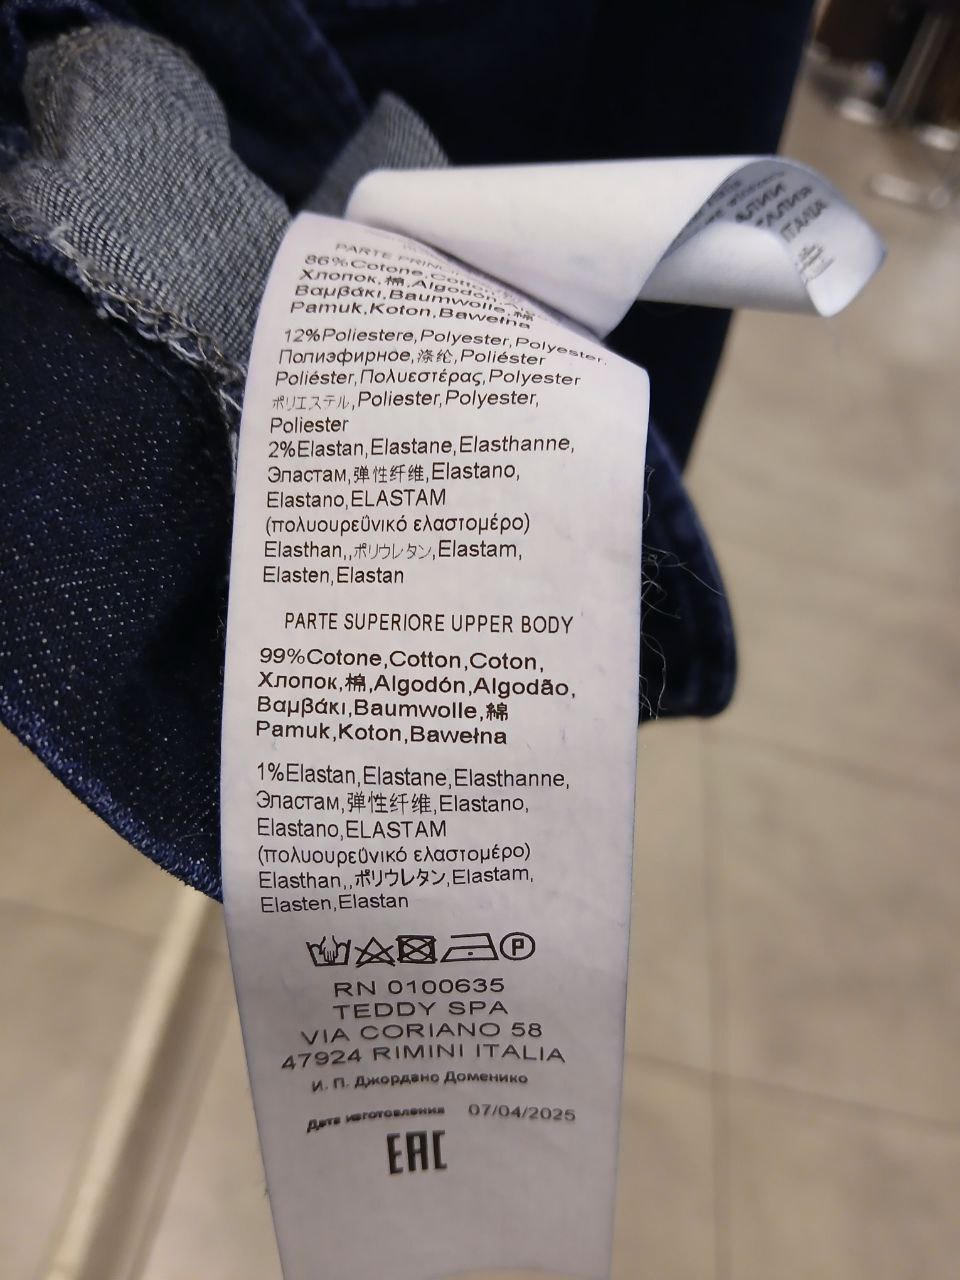 PARTE
86%Cotone,
Хлопок,棉,Algodón,
Βαμβάκι,Baumwolle,綿
Pamuk,Koton,Bawełna
12%Poliestere,Polyester,Polyester,
Полиэфирное,涤纶,Poliéster
Poliéster,Πολυεστέρας,Polyester
ポリエステル,Poliester,Polyester,
Poliester
2%Elastan,Elastane,Elasthanne,
Эластам,弹性纤维,Elastano,
Elastano,ELASTAM
(πολυουρεϋνικό ελαστομέρο)
Elasthan,,ポリウレタン,Elastam,
Elasten,Elastan
PARTE SUPERIORE UPPER BODY
99%Cotone,Cotton,Coton,
Хлопок,棉,Algodón,Algodão,
Βαμβάκι,Baumwolle,綿
Pamuk,Koton,Bawełna
1%Elastan,Elastane,Elasthanne,
Эластам,弹性纤维,Elastano,
Elastano,ELASTAM
(πολυουρεϋνικό ελαστομέρο)
Elasthan,,ポリウレタン,Elastam,
Elasten,Elastan
P
RN 0100635
TEDDY SPA
VIA CORIANO 58
47924 RIMINI ITALIA
И. П. Джордано Доменико
Дата изготовления 07/04/2025
EAC
ITALIA